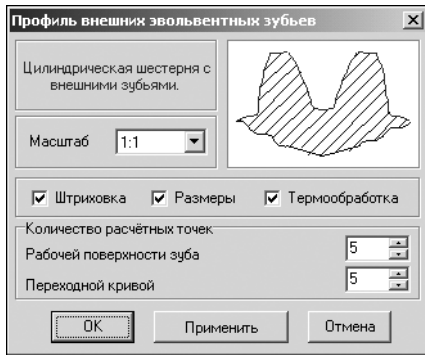 Профиль внешних эвольвентных зубьев
Цилиндрическая шестерня с
внешними зубьями.
Масштаб 1:1
Штриховка Размеры Термообработка
Количество расчётных точек
Рабочей поверхности зуба 5
Переходной кривой 5
OK Применить Отмена